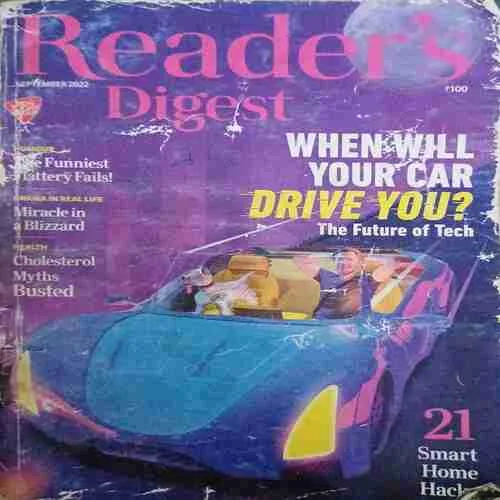 Reader's
Digest
SEPTEMBER 2022
₹100
WHEN WILL
YOUR CAR
DRIVE YOU?
The Future of Tech
The Funniest
Flattery Fails!
DRAMA IN REAL LIFE
Miracle in
a Blizzard
HEALTH
Cholesterol
Myths
Busted
21
Smart
Home
Hack